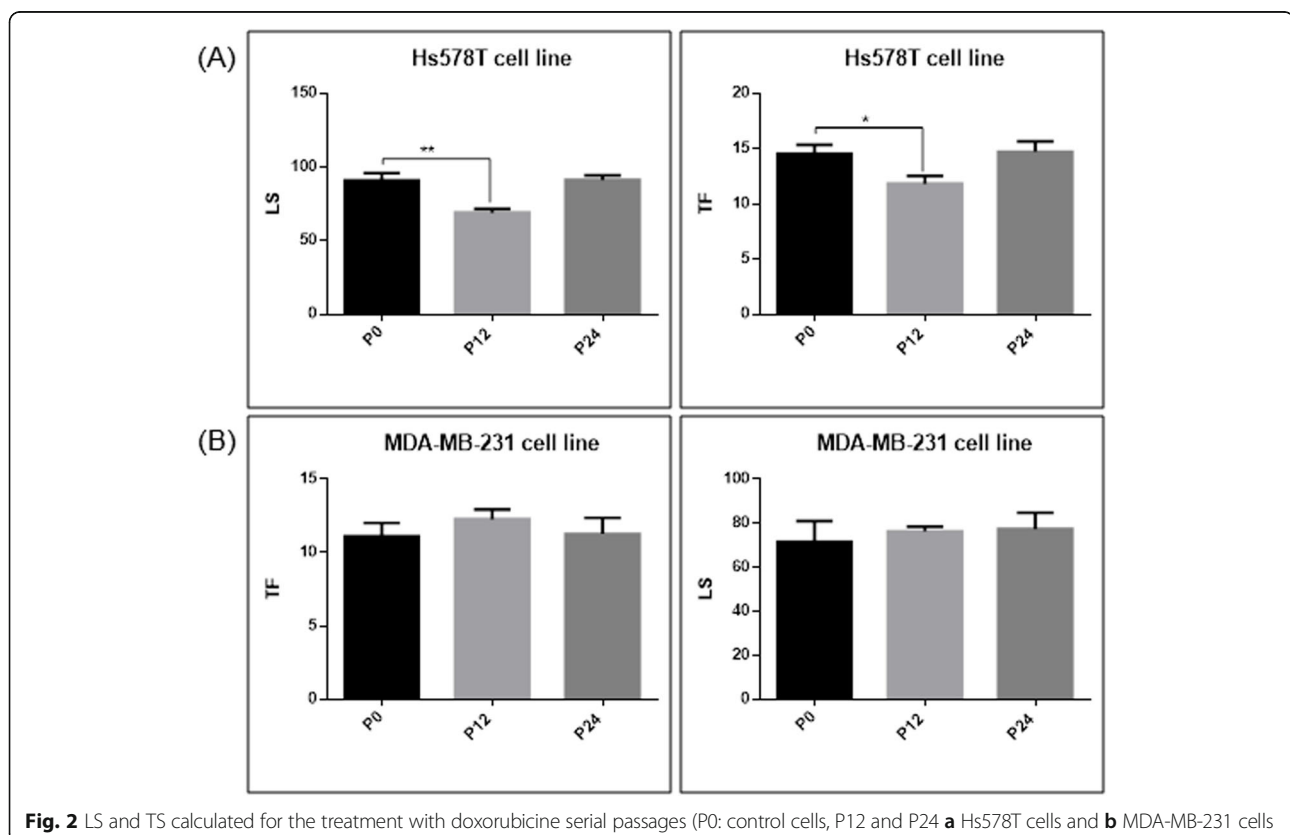 (A)
Hs578T cell line
LS
150
100
50
0
**
P0
P12
P24
Hs578T cell line
TF
20
15
10
5
0
*
P0
P12
P24
(B)
MDA-MB-231 cell line
TF
15
10
5
0
P0
P12
P24
MDA-MB-231 cell line
LS
100
80
60
40
20
0
P0
P12
P24
Fig. 2 LS and TS calculated for the treatment with doxorubicine serial passages (P0: control cells, P12 and P24 a Hs578T cells and b MDA-MB-231 cells